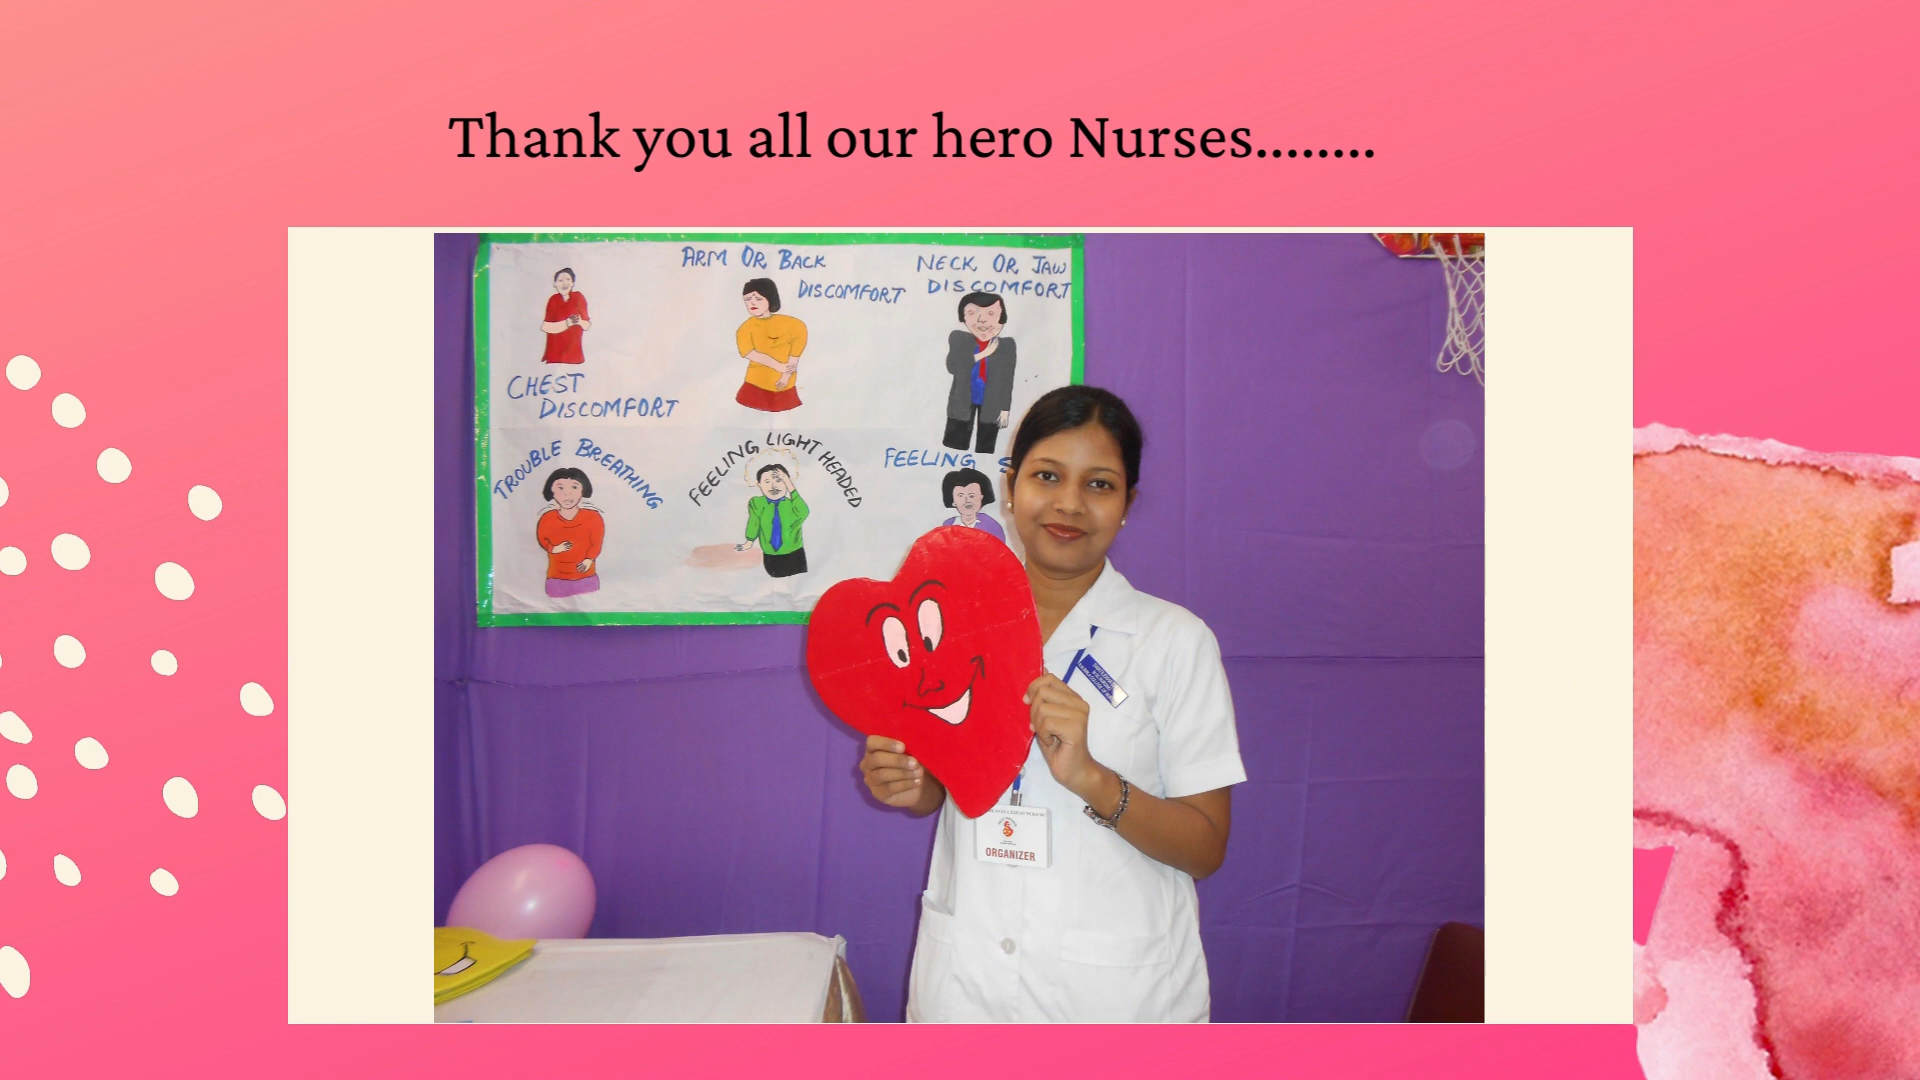 Thank you all our hero Nurses........
ARM OR BACK
DISCOMFORT
NECK OR JAW
DISCOMFORT
CHEST
DISCOMFORT
TROUBLE BREATHING
FEELING LIGHT HEADED
FEELING S
ORGANIZER